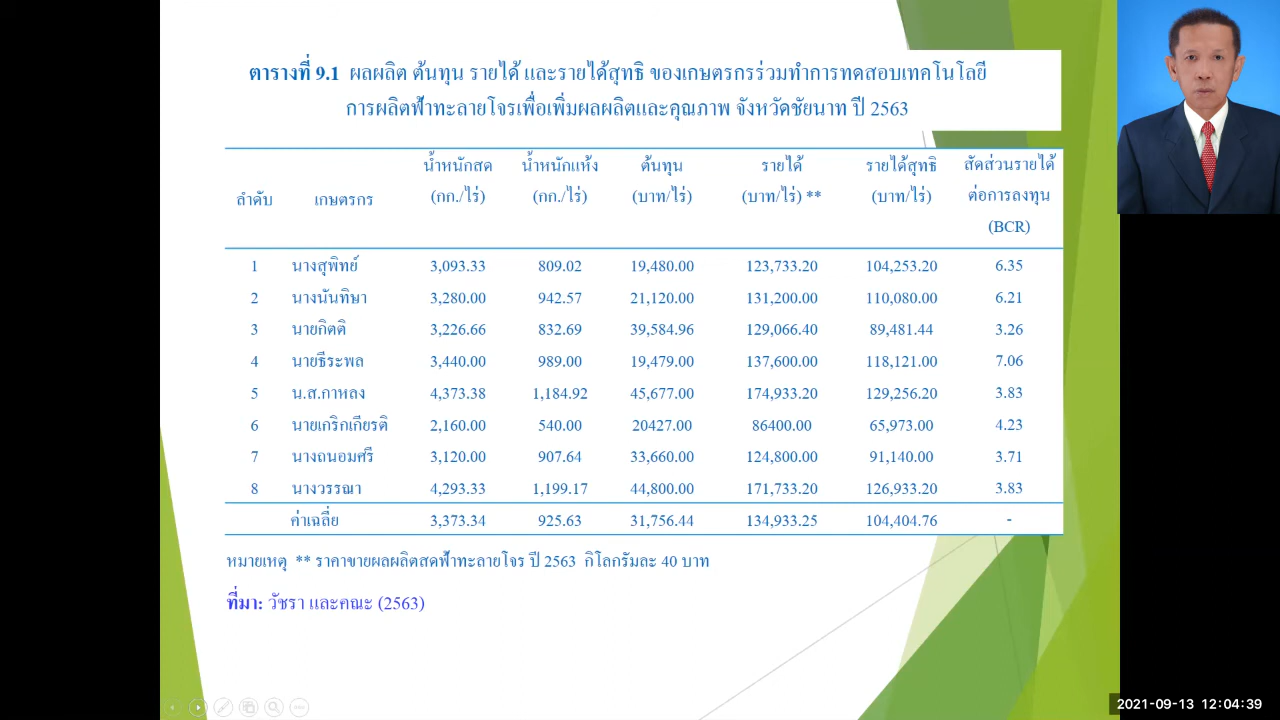 ตารางที่ 9.1 ผลผลิต ต้นทุน รายได้ และรายได้สุทธิ ของเกษตรกรร่วมทำการทดสอบเทคโนโลยี
การผลิตฟ้าทะลายโจรเพื่อเพิ่มผลผลิตและคุณภาพ จังหวัดชัยนาท ปี 2563
ลำดับ เกษตรกร น้ำหนักสด (กก./ไร่) น้ำหนักแห้ง (กก./ไร่) ต้นทุน (บาท/ไร่) รายได้ (บาท/ไร่) ** รายได้สุทธิ (บาท/ไร่) สัดส่วนรายได้ต่อการลงทุน (BCR)
1 นางสุพิทย์ 3,093.33 809.02 19,480.00 123,733.20 104,253.20 6.35
2 นางนันทิษา 3,280.00 942.57 21,120.00 131,200.00 110,080.00 6.21
3 นายกิตติ 3,226.66 832.69 39,584.96 129,066.40 89,481.44 3.26
4 นายธีระพล 3,440.00 989.00 19,479.00 137,600.00 118,121.00 7.06
5 น.ส.กาหลง 4,373.38 1,184.92 45,677.00 174,933.20 129,256.20 3.83
6 นายเกริกเกียรติ 2,160.00 540.00 20427.00 86400.00 65,973.00 4.23
7 นางถนอมศรี 3,120.00 907.64 33,660.00 124,800.00 91,140.00 3.71
8 นางวรรณา 4,293.33 1,199.17 44,800.00 171,733.20 126,933.20 3.83
ค่าเฉลี่ย 3,373.34 925.63 31,756.44 134,933.25 104,404.76 -
หมายเหตุ ** ราคาขายผลผลิตสดฟ้าทะลายโจร ปี 2563 กิโลกรัมละ 40 บาท
ที่มา: วัชรา และคณะ (2563)
2021-09-13 12:04:39